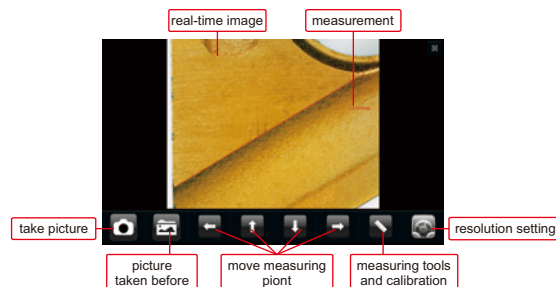 real-time image
measurement
take picture
resolution setting
picture
taken before
move measuring
piont
measuring tools
and calibration